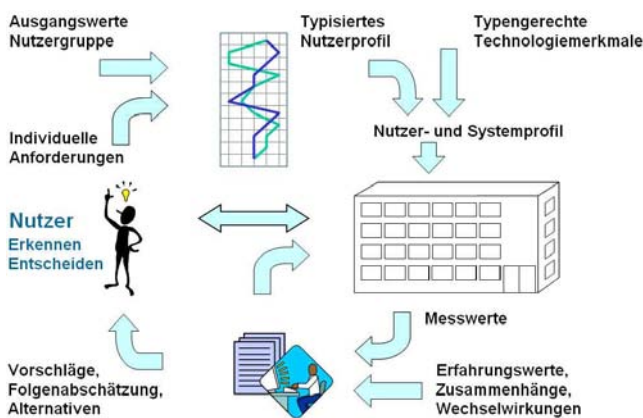 Ausgangswerte
Nutzergruppe
Typisiertes
Nutzerprofil
Typengerechte
Technologiemerkmale
Individuelle
Anforderungen
Nutzer- und Systemprofil
Nutzer
Erkennen
Entscheiden
Messwerte
Vorschläge,
Folgenabschätzung,
Alternativen
Erfahrungswerte,
Zusammenhänge,
Wechselwirkungen